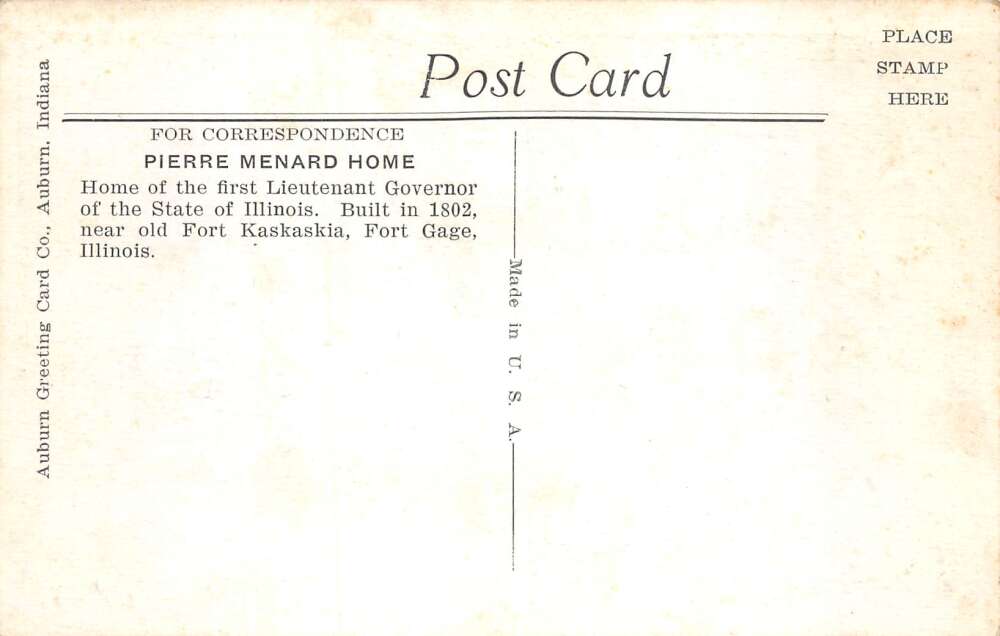 Post Card
PLACE
STAMP
HERE
FOR CORRESPONDENCE
PIERRE MENARD HOME
Home of the first Lieutenant Governor
of the State of Illinois. Built in 1802,
near old Fort Kaskaskia, Fort Gage,
Illinois.
Made in U. S. A.
Auburn Greeting Card Co., Auburn, Indiana